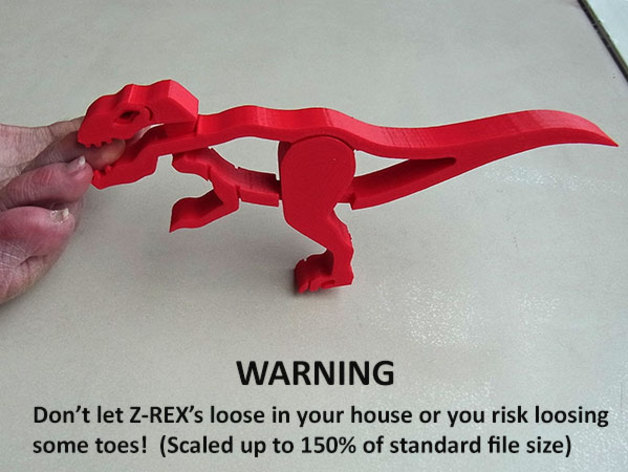 WARNING
Don't let Z-REX's loose in your house or you risk loosing
some toes!  (Scaled up to 150% of standard file size)